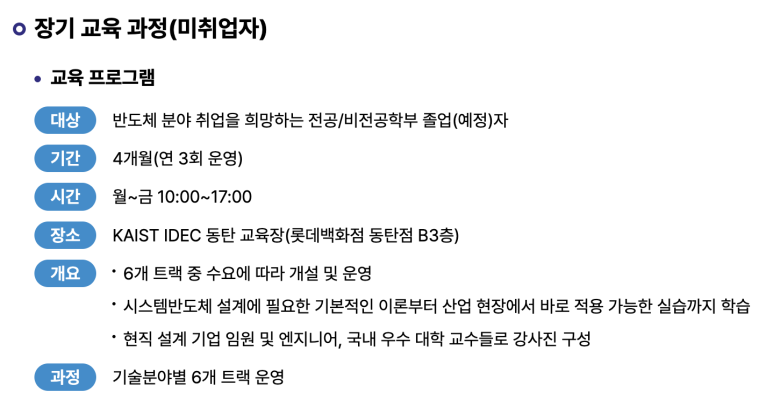 장기 교육 과정(미취업자)
교육 프로그램
대상 반도체 분야 취업을 희망하는 전공/비전공학부 졸업(예정)자
기간 4개월(연 3회 운영)
시간 월~금 10:00~17:00
장소 KAIST IDEC 동탄 교육장(롯데백화점 동탄점 B3층)
개요 • 6개 트랙 중 수요에 따라 개설 및 운영
• 시스템반도체 설계에 필요한 기본적인 이론부터 산업 현장에서 바로 적용 가능한 실습까지 학습
• 현직 설계 기업 임원 및 엔지니어, 국내 우수 대학 교수들로 강사진 구성
과정 기술분야별 6개 트랙 운영